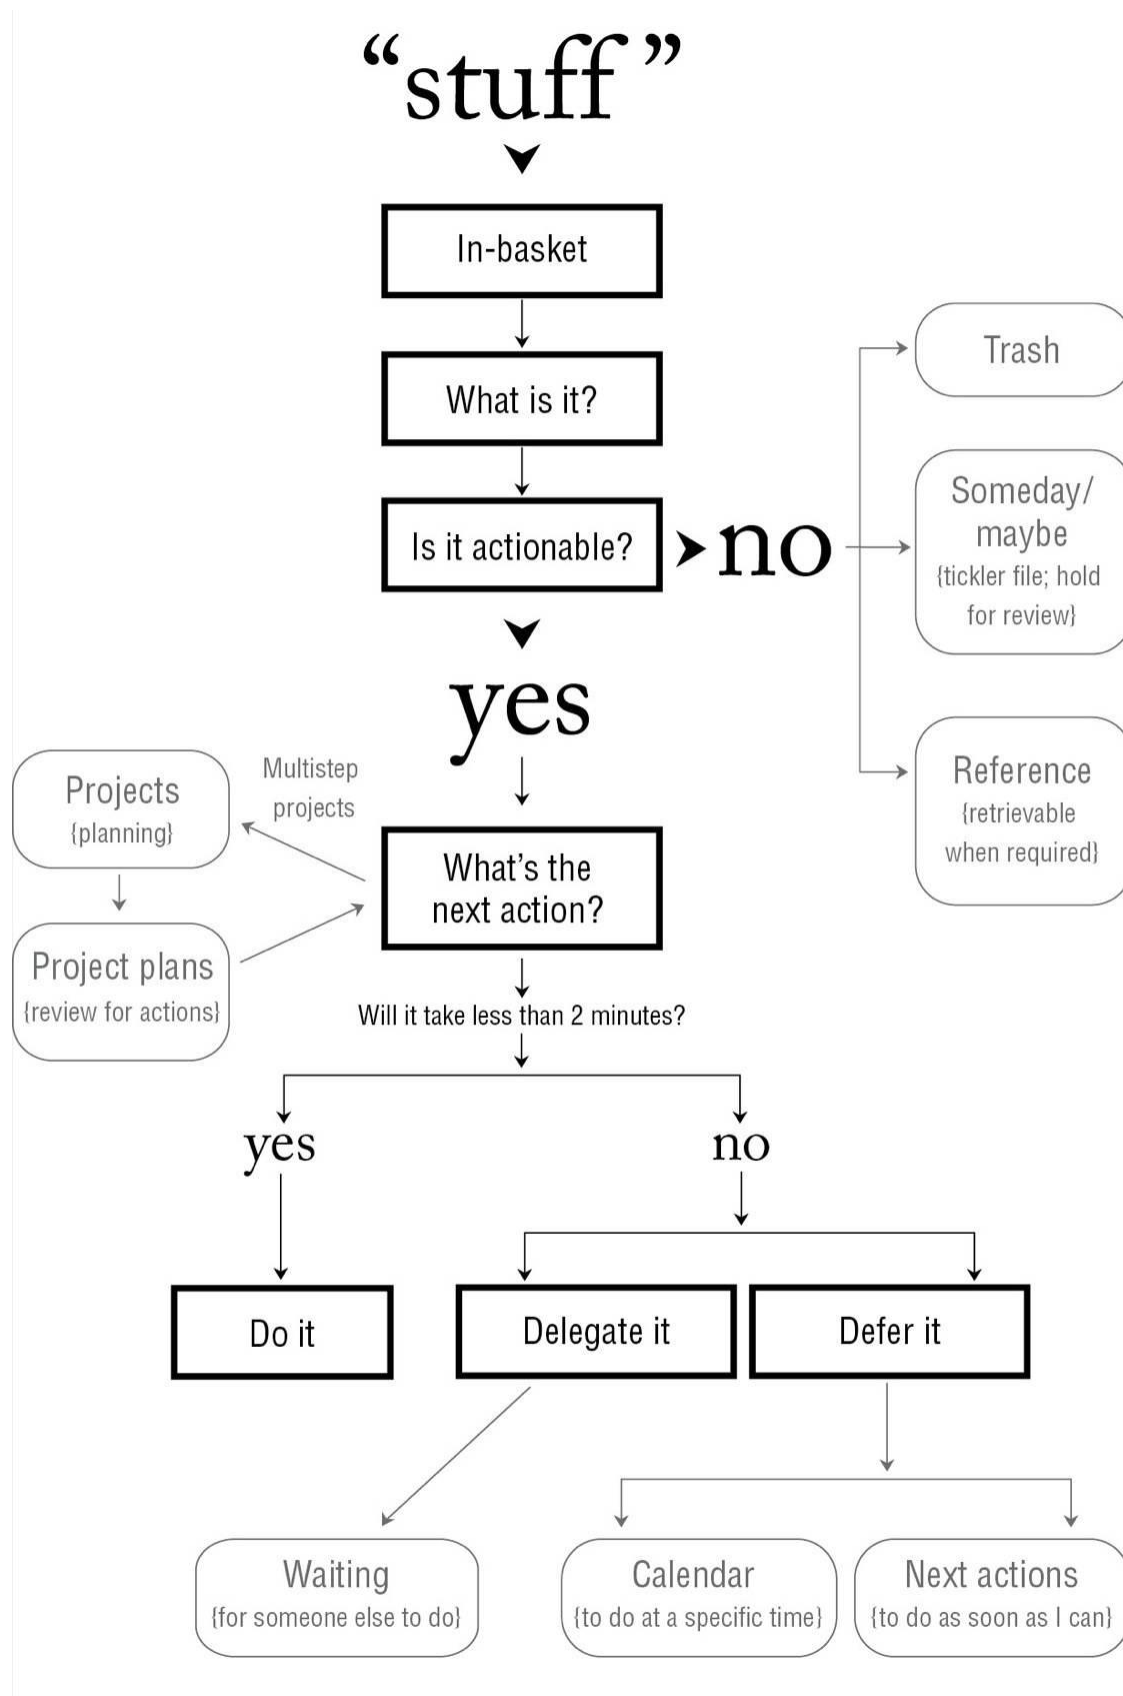 “stuff”
In-basket
What is it?
Is it actionable?
no
Trash
Someday/
maybe
{tickler file; hold
for review}
Reference
{retrievable
when required}
yes
Multistep
projects
Projects
{planning}
Project plans
{review for actions}
What’s the
next action?
Will it take less than 2 minutes?
yes
no
Do it
Delegate it
Defer it
Waiting
{for someone else to do}
Calendar
{to do at a specific time}
Next actions
{to do as soon as I can}